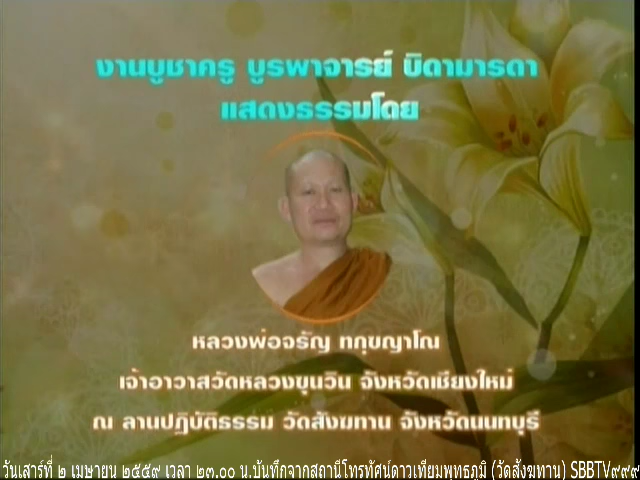 งานบูชาครู บูรพาจารย์ บิดามารดา
แสดงธรรมโดย
หลวงพ่อจรัญ ทกฺขญาโณ
เจ้าอาวาสวัดหลวงขุนวิน จังหวัดเชียงใหม่
ณ ลานปฏิบัติธรรม วัดสังฆทาน จังหวัดนนทบุรี
วันเสาร์ที่ ๒ เมษายน ๒๕๕๙ เวลา ๒๓.๐๐ น.บันทึกจากสถานีโทรทัศน์ดาวเทียมพุทธภูมิ (วัดสังฆทาน) SBBTV๙๙๙